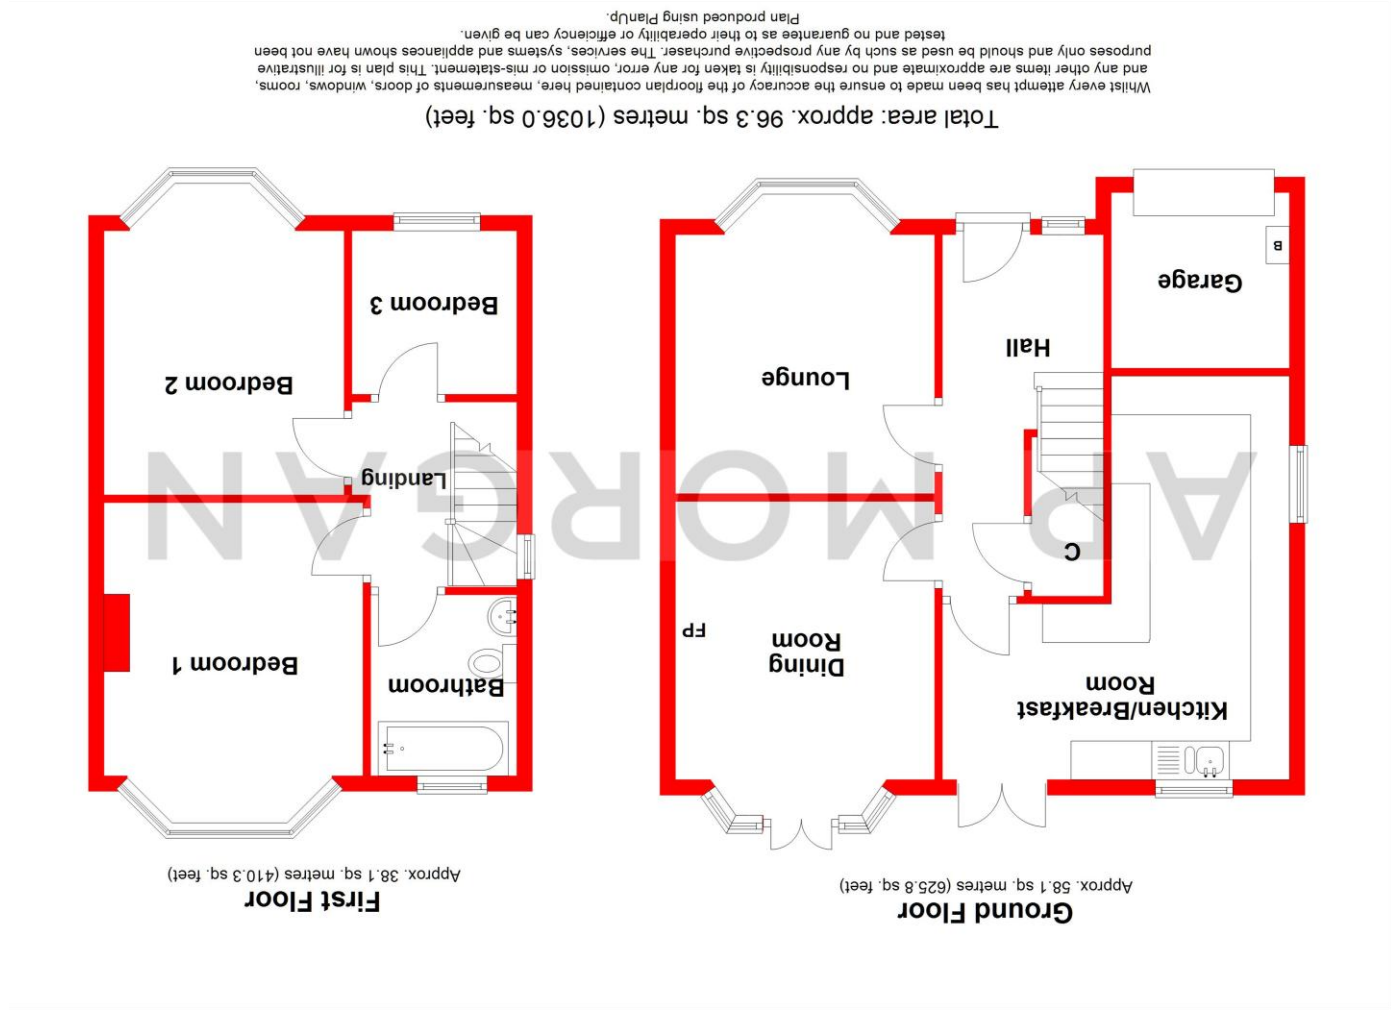 Ground Floor
Approx. 58.1 sq. metres (625.8 sq. feet)
Kitchen/Breakfast
Room
Dining
Room
FP
C
Lounge
Hall
Garage
B
First Floor
Approx. 38.1 sq. metres (410.3 sq. feet)
Bathroom
Bedroom 1
Landing
Bedroom 2
Bedroom 3
AP MORGAN
Total area: approx. 96.3 sq. metres (1036.0 sq. feet)
Whilst every attempt has been made to ensure the accuracy of the floorplan contained here, measurements of doors, windows, rooms,
and any other items are approximate and no responsibility is taken for any error, omission or mis-statement. This plan is for illustrative
purposes only and should be used as such by any prospective purchaser. The services, systems and appliances shown have not been
tested and no guarantee as to their operability or efficiency can be given.
Plan produced using PlanUp.